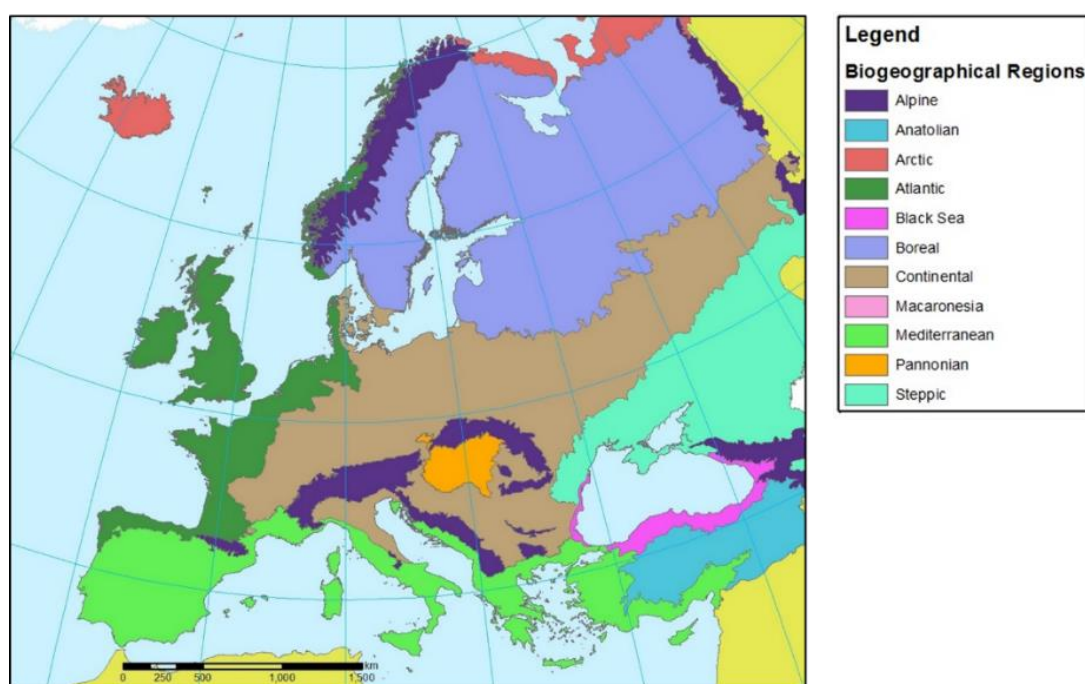 Legend
Biogeographical Regions
Alpine
Anatolian
Arctic
Atlantic
Black Sea
Boreal
Continental
Macaronesia
Mediterranean
Pannonian
Steppic
km
0 250 500 1,000 1,500